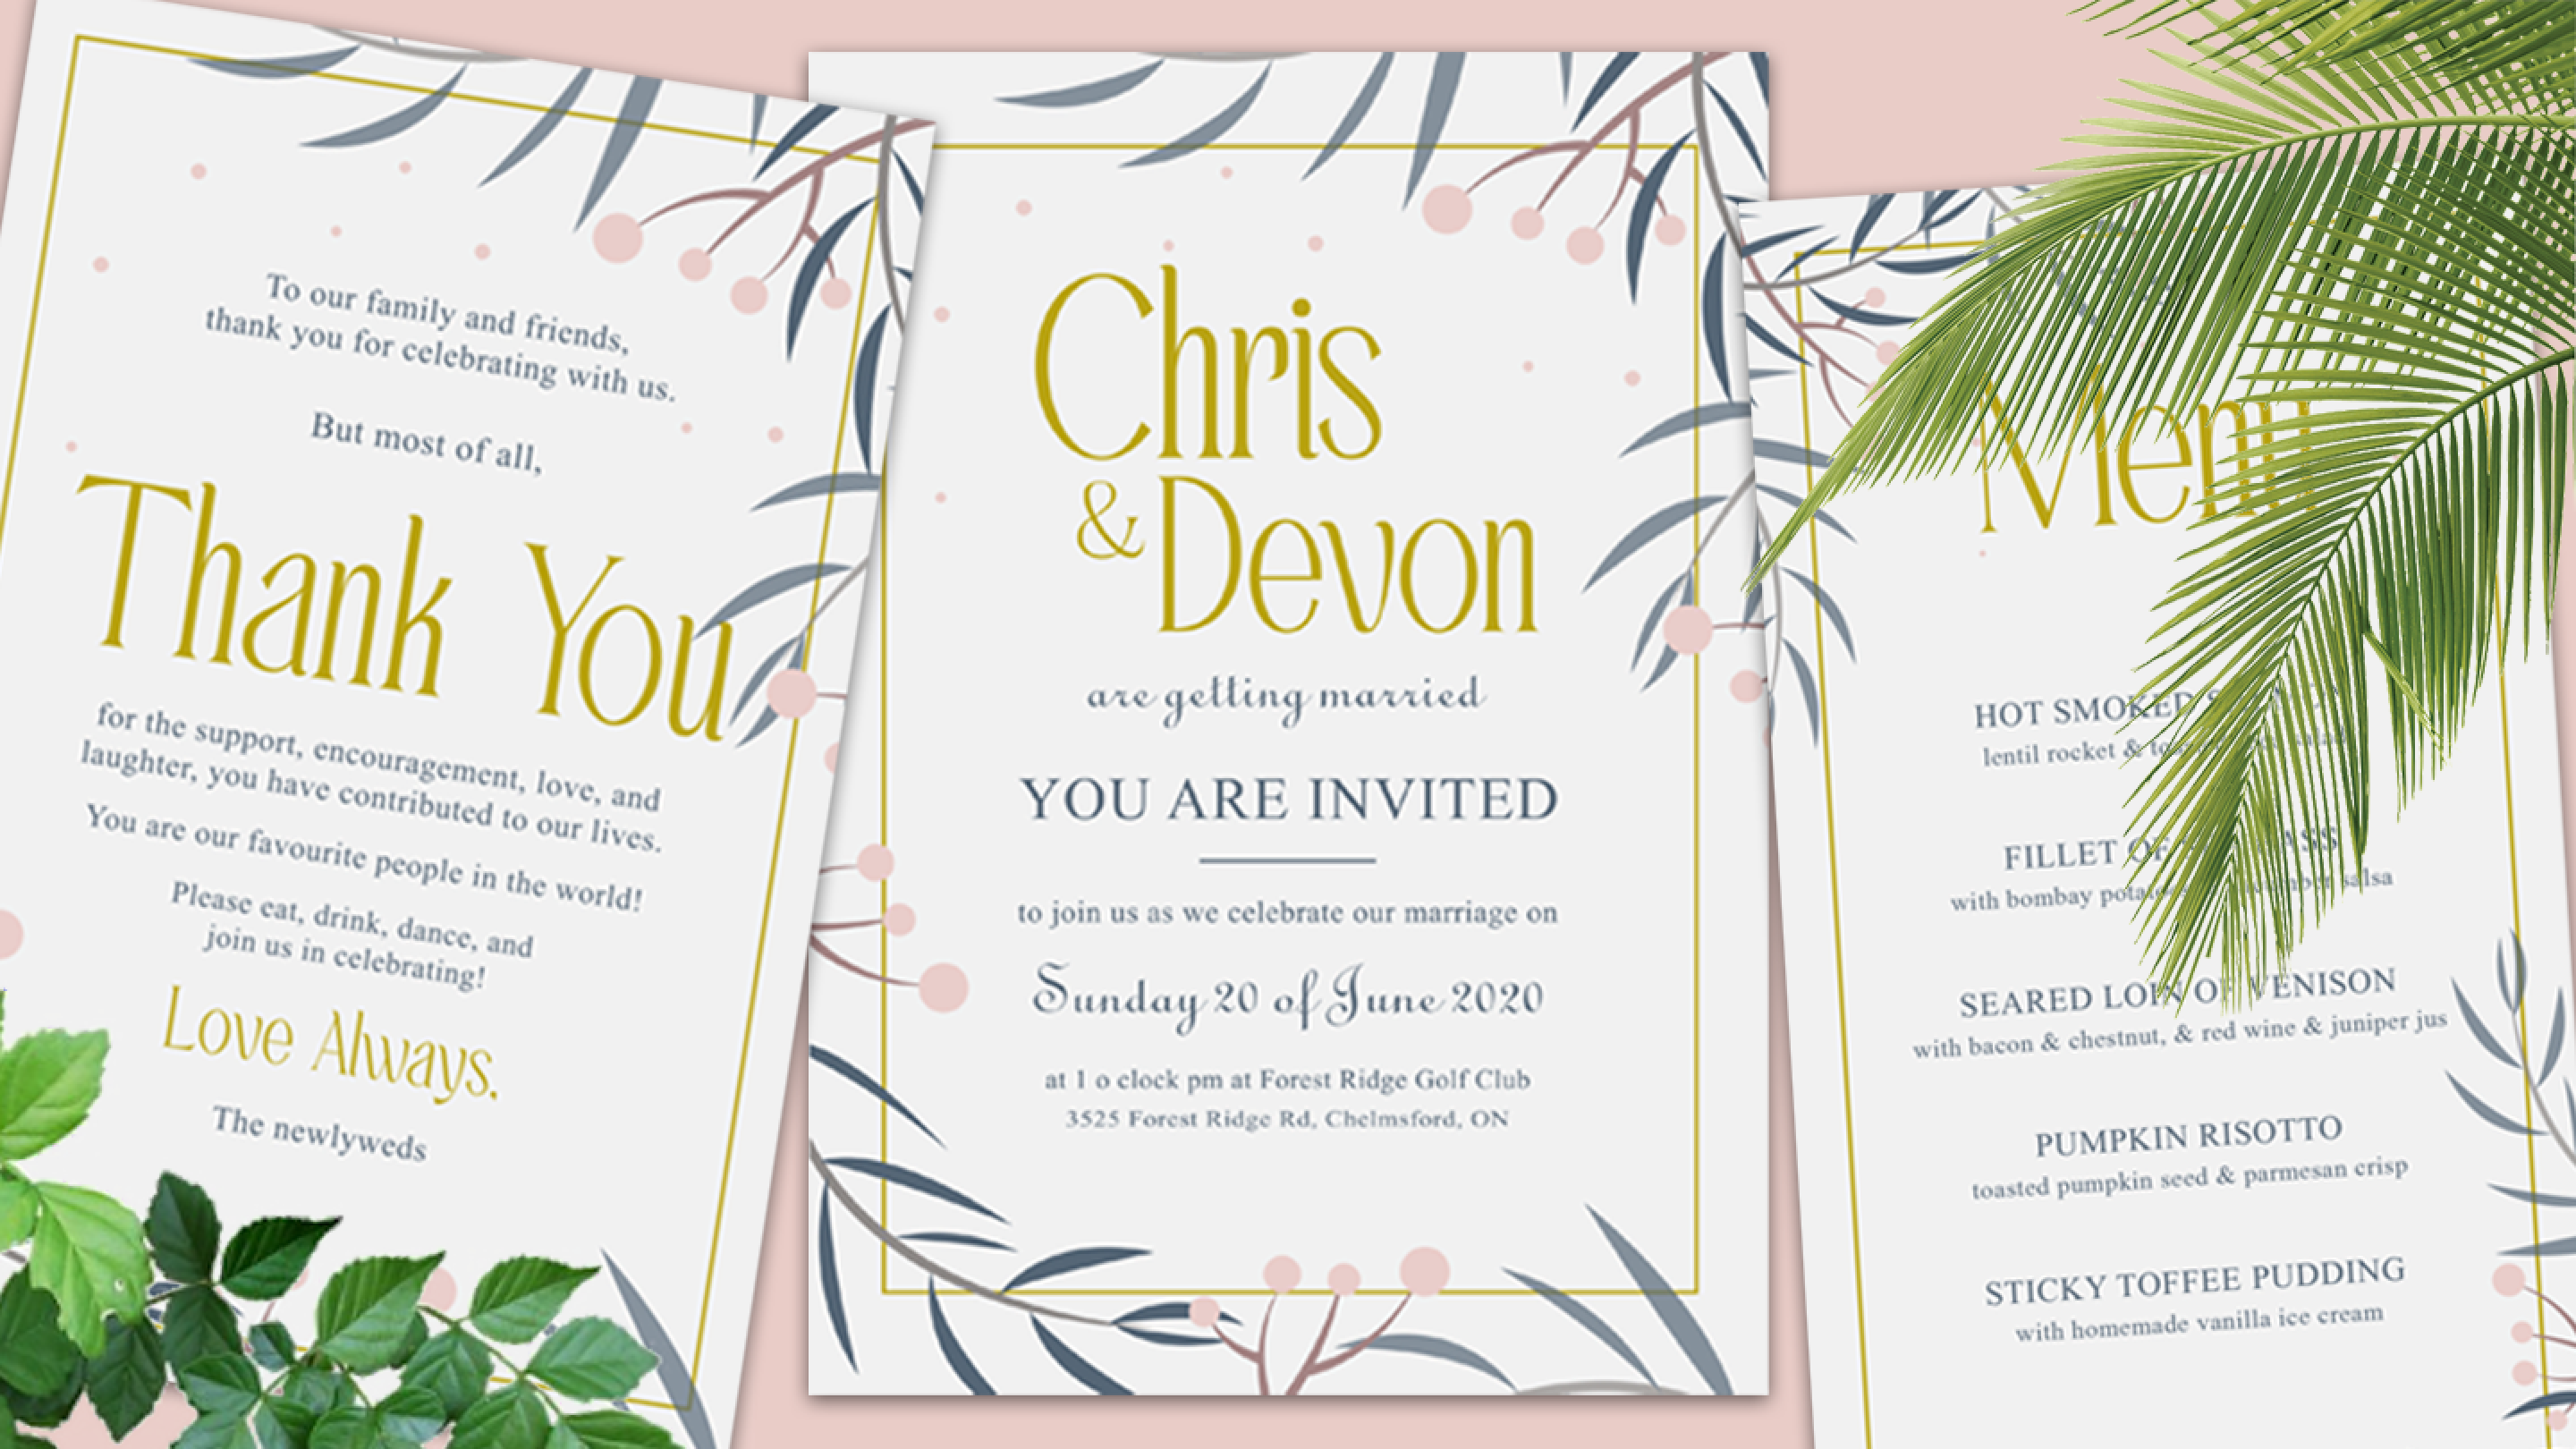 To our family and friends,
thank you for celebrating with us.
But most of all,
Thank You
for the support, encouragement, love, and
laughter, you have contributed to our lives.
You are our favourite people in the world!
Please eat, drink, dance, and
join us in celebrating!
Love Always.
The newlyweds
Chris
& Devon
are getting married
YOU ARE INVITED
to join us as we celebrate our marriage on
Sunday 20 of June 2020
at 1 o clock pm at Forest Ridge Golf Club
3525 Forest Ridge Rd, Chelmsford, ON
Menu
HOT SMOKED
lentil rocket &
FILLET OF
with bombay salsa
SEARED LOIN OF VENISON
with bacon & chestnut, & red wine & juniper jus
PUMPKIN RISOTTO
toasted pumpkin seed & parmesan crisp
STICKY TOFFEE PUDDING
with homemade vanilla ice cream